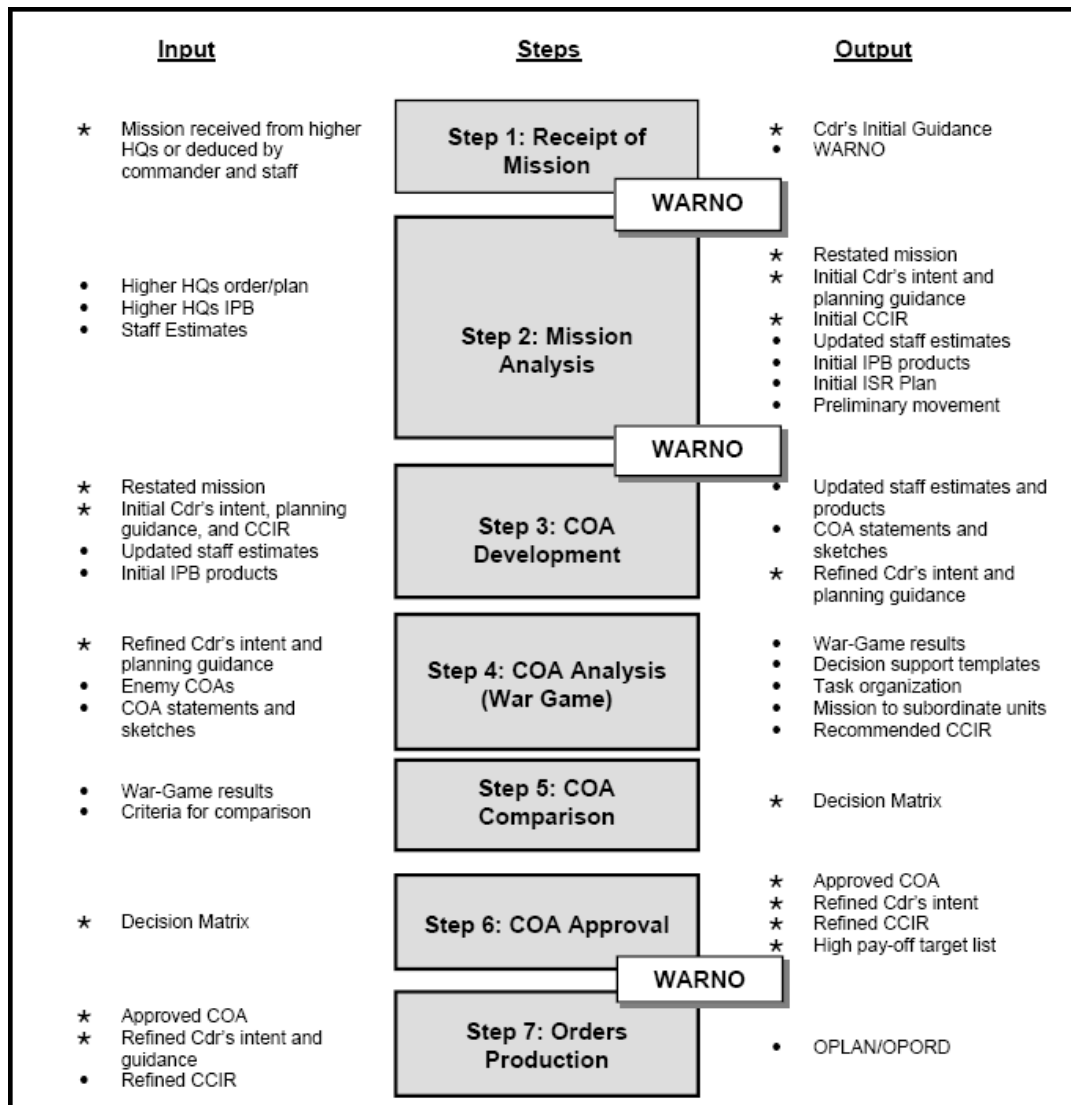 Input
Steps
Output
★ Mission received from higher
HQs or deduced by
commander and staff
Step 1: Receipt of
Mission
★ Cdr's Initial Guidance
• WARNO
WARNO
• Higher HQs order/plan
• Higher HQs IPB
• Staff Estimates
Step 2: Mission
Analysis
★ Restated mission
★ Initial Cdr's intent and
planning guidance
★ Initial CCIR
• Updated staff estimates
• Initial IPB products
• Initial ISR Plan
• Preliminary movement
WARNO
★ Restated mission
★ Initial Cdr's intent, planning
guidance, and CCIR
• Updated staff estimates
• Initial IPB products
Step 3: COA
Development
• Updated staff estimates and
products
• COA statements and
sketches
★ Refined Cdr's intent and
planning guidance
★ Refined Cdr's intent and
planning guidance
• Enemy COAs
• COA statements and
sketches
Step 4: COA Analysis
(War Game)
• War-Game results
• Decision support templates
• Task organization
• Mission to subordinate units
• Recommended CCIR
• War-Game results
• Criteria for comparison
Step 5: COA
Comparison
★ Decision Matrix
★ Decision Matrix
Step 6: COA Approval
★ Approved COA
★ Refined Cdr's intent
★ Refined CCIR
★ High pay-off target list
WARNO
★ Approved COA
★ Refined Cdr's intent and
guidance
• Refined CCIR
Step 7: Orders
Production
• OPLAN/OPORD